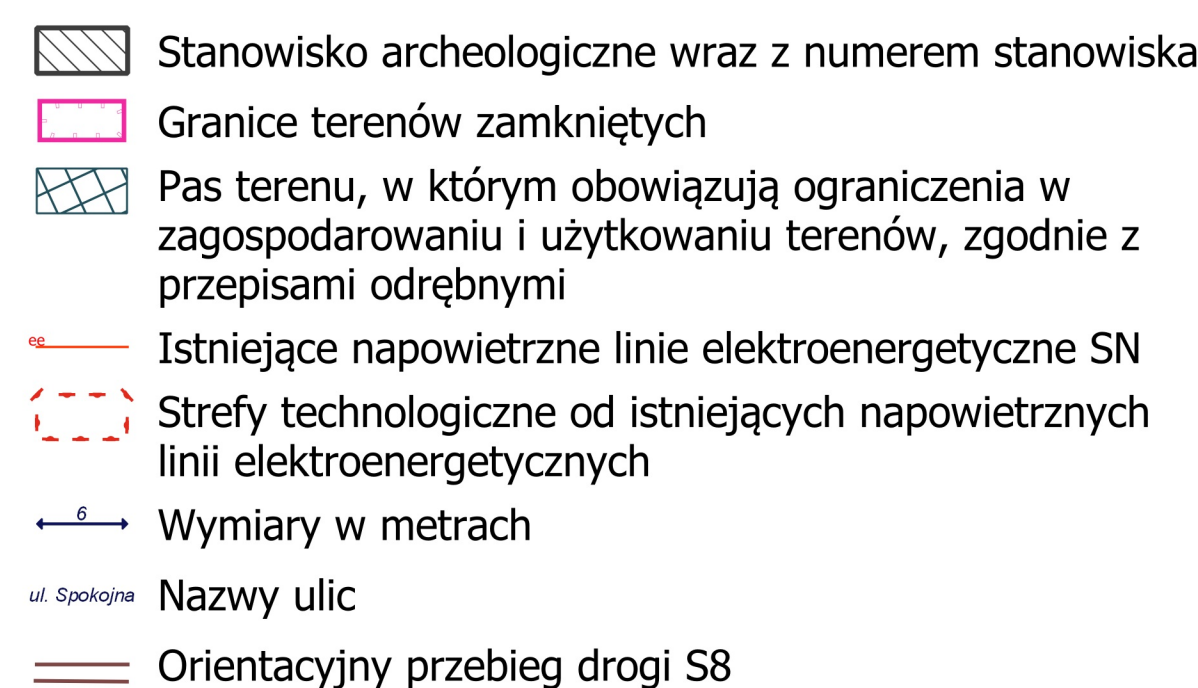 Stanowisko archeologiczne wraz z numerem stanowiska
Granice terenów zamkniętych
Pas terenu, w którym obowiązują ograniczenia w
zagospodarowaniu i użytkowaniu terenów, zgodnie z
przepisami odrębnymi
ee Istniejące napowietrzne linie elektroenergetyczne SN
Strefy technologiczne od istniejących napowietrznych
linii elektroenergetycznych
6 Wymiary w metrach
ul. Spokojna Nazwy ulic
Orientacyjny przebieg drogi S8